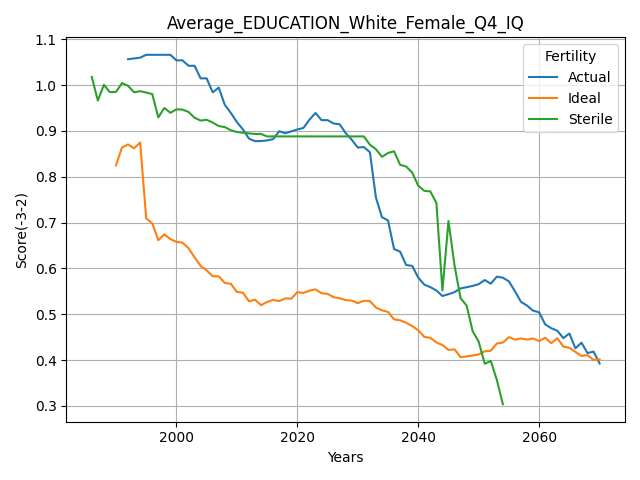 Average_EDUCATION_White_Female_Q4_IQ
Fertility
Actual
Ideal
Sterile
Score(-3-2)
1.1
1.0
0.9
0.8
0.7
0.6
0.5
0.4
0.3
2000 2020 2040 2060
Years